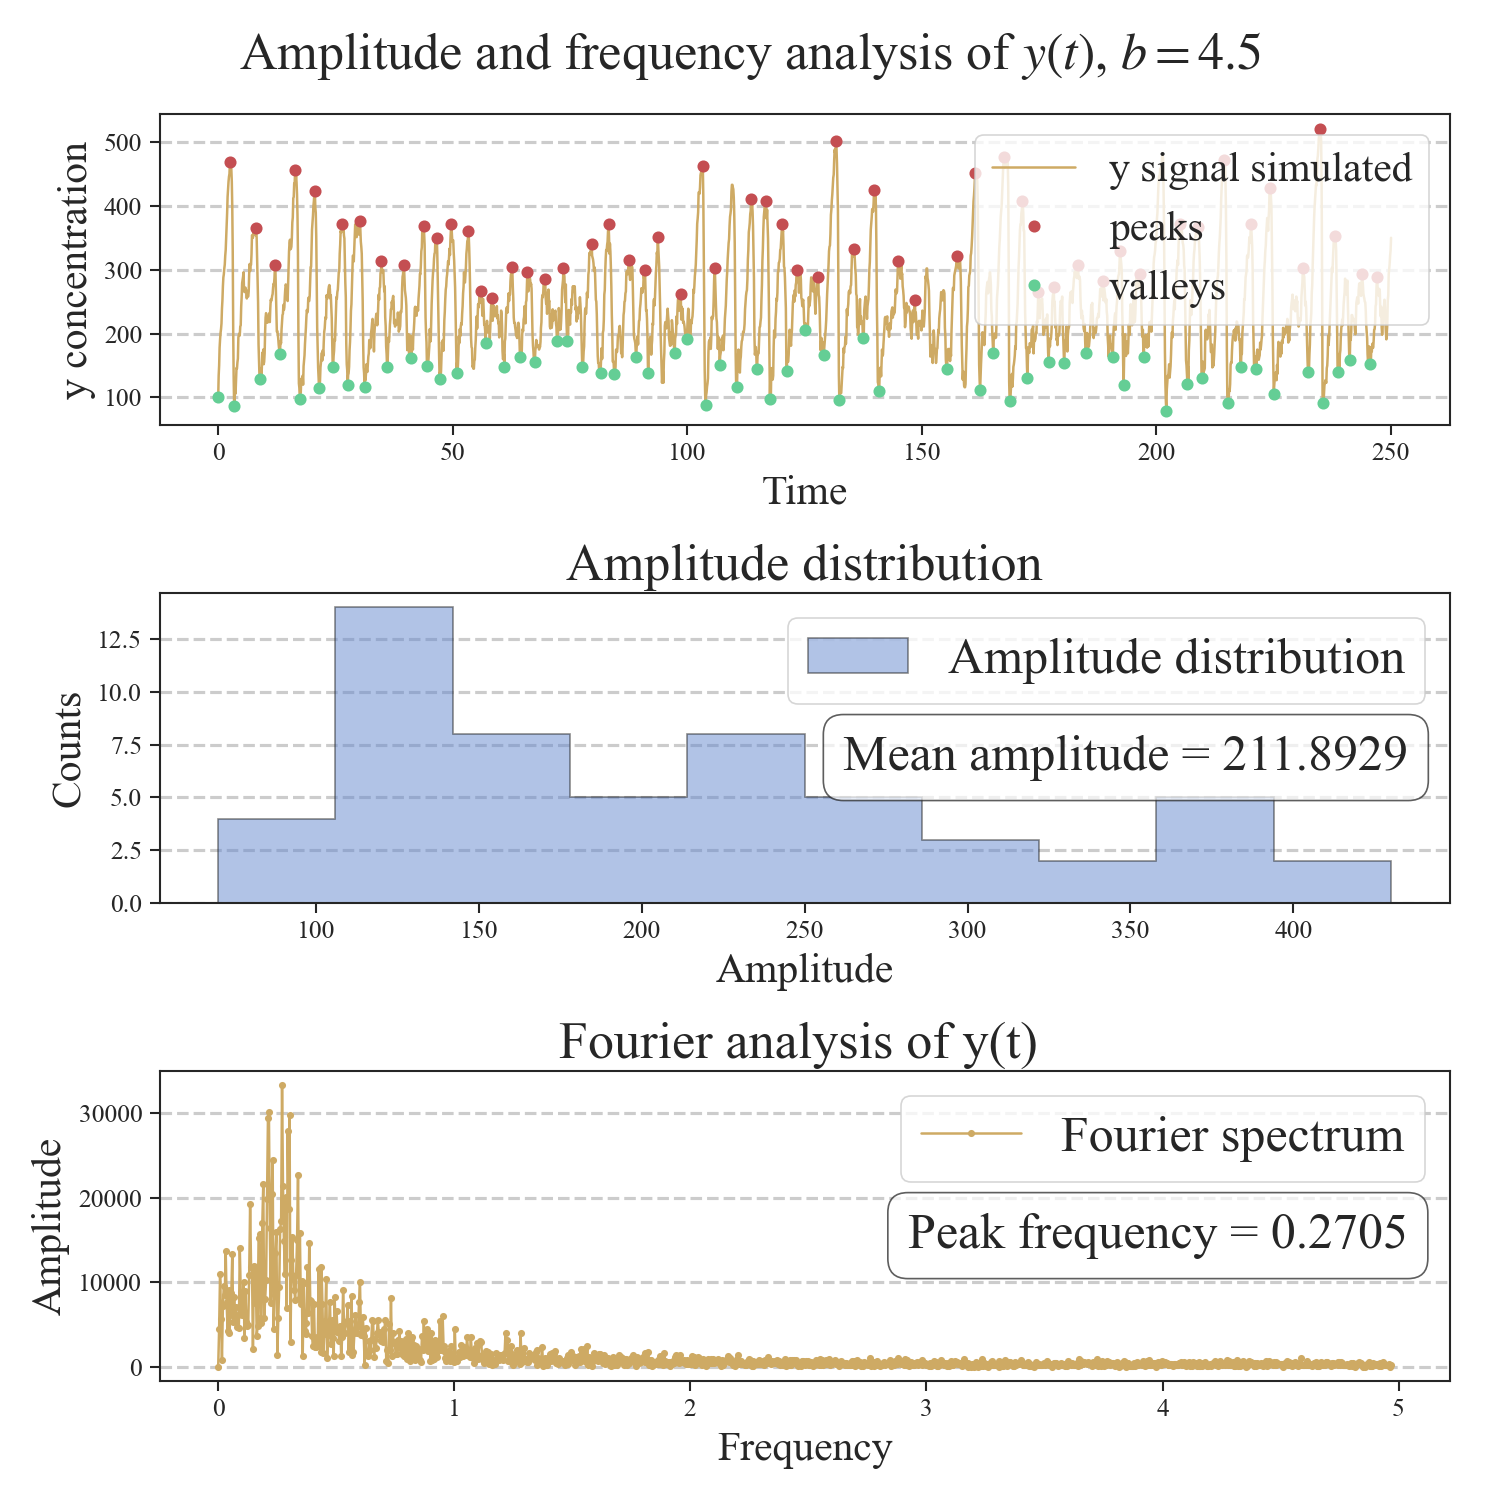 Amplitude and frequency analysis of y(t), b = 4.5
500
400
300
200
100
y concentration
y signal simulated
peaks
valleys
0 50 100 150 200 250
Time
Amplitude distribution
12.5
10.0
7.5
5.0
2.5
0.0
Counts
Amplitude distribution
Mean amplitude = 211.8929
100 150 200 250 300 350 400
Amplitude
Fourier analysis of y(t)
30000
20000
10000
0
Amplitude
Fourier spectrum
Peak frequency = 0.2705
0 1 2 3 4 5
Frequency